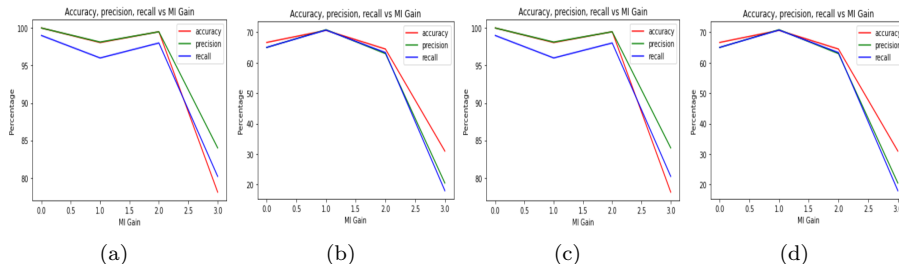 Accuracy, precision, recall vs MI Gain
100
95
90
85
80
Percentage
accuracy
precision
recall
0.0 0.5 1.0 1.5 2.0 2.5 3.0
MI Gain
(a)
Accuracy, precision, recall vs MI Gain
70
60
50
40
30
20
Percentage
accuracy
precision
recall
0.0 0.5 1.0 1.5 2.0 2.5 3.0
MI Gain
(b)
Accuracy, precision, recall vs MI Gain
100
95
90
85
80
Percentage
accuracy
precision
recall
0.0 0.5 1.0 1.5 2.0 2.5 3.0
MI Gain
(c)
Accuracy, precision, recall vs MI Gain
70
60
50
40
30
20
Percentage
accuracy
precision
recall
0.0 0.5 1.0 1.5 2.0 2.5 3.0
MI Gain
(d)